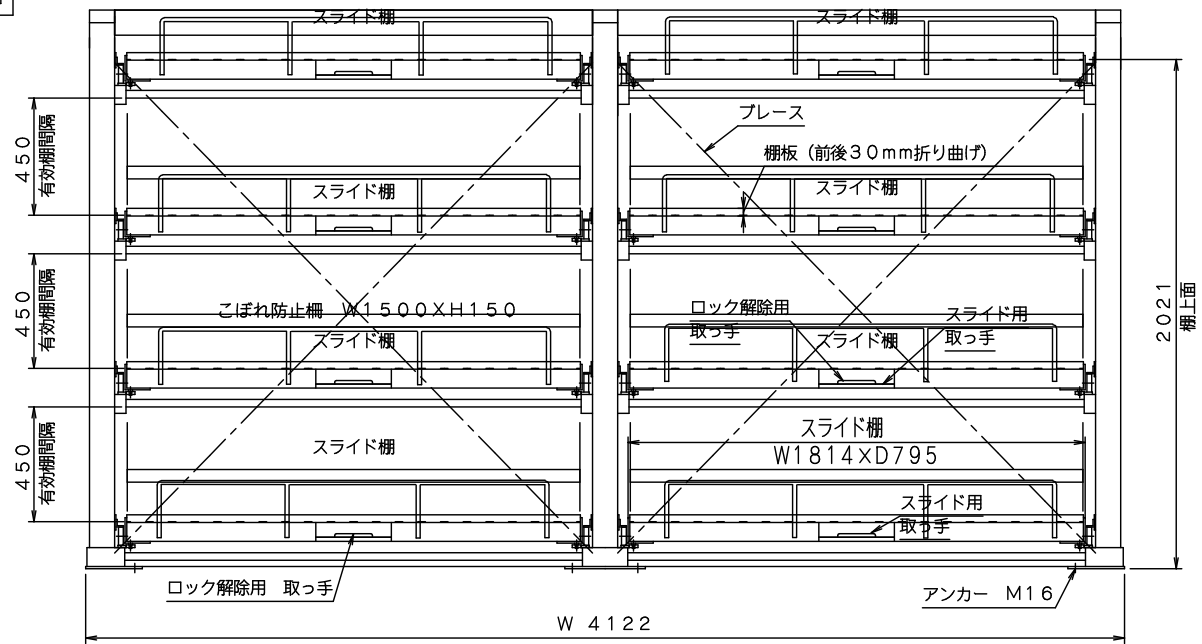 スライド棚
スライド棚
ブレース
棚板（前後３０mm折り曲げ）
４５０
有効棚間隔
スライド棚
スライド棚
こぼれ防止柵　W１５００XH１５０
ロック解除用
取っ手
スライド用
取っ手
４５０
有効棚間隔
スライド棚
スライド棚
２０２１
棚上面
スライド棚
スライド棚
W１８１４×D７９５
４５０
有効棚間隔
スライド用
取っ手
ロック解除用　取っ手
アンカー　M１６
W ４１２２